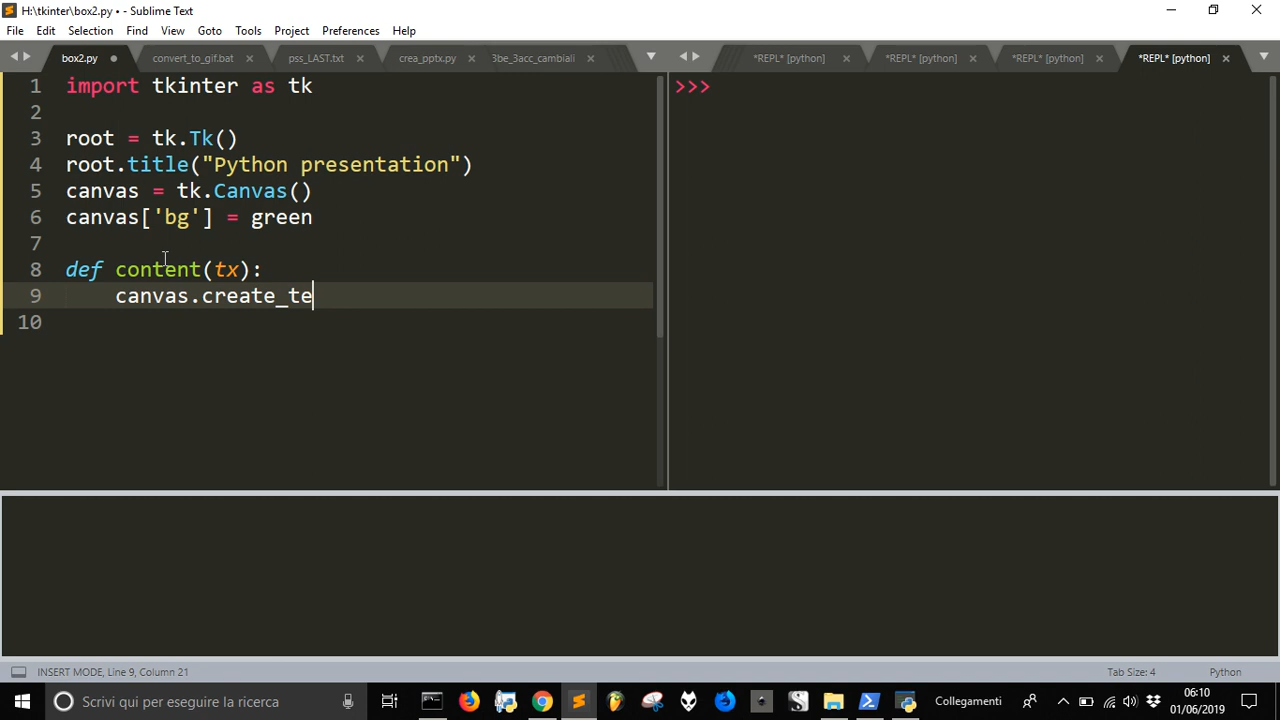 H:\tkinter\box2.py • - Sublime Text
File Edit Selection Find View Goto Tools Project Preferences Help
box2.py convert_to_gif.bat pss_LAST.txt crea_pptx.py 3be_3acc_cambiall *REPL* [python] *REPL* [python] *REPL* [python] *REPL* [python]
1 import tkinter as tk
>>>
2
3 root = tk.Tk()
4 root.title("Python presentation")
5 canvas = tk.Canvas()
6 canvas['bg'] = green
7
8 def content(tx):
9 canvas.create_te
10
INSERT MODE, Line 9, Column 21 Tab Size: 4 Python
Scrivi qui per eseguire la ricerca Collegamenti 06:10
01/06/2019